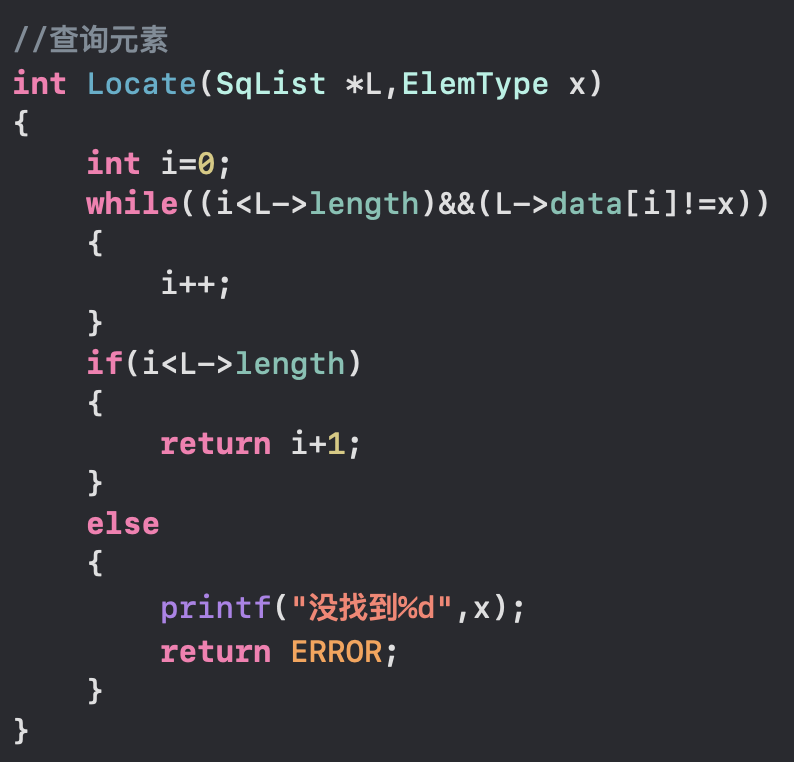 //查询元素
int Locate(SqList *L,ElemType x)
{
    int i=0;
    while((i<L->length)&&(L->data[i]!=x))
    {
        i++;
    }
    if(i<L->length)
    {
        return i+1;
    }
    else
    {
        printf("没找到%d",x);
        return ERROR;
    }
}